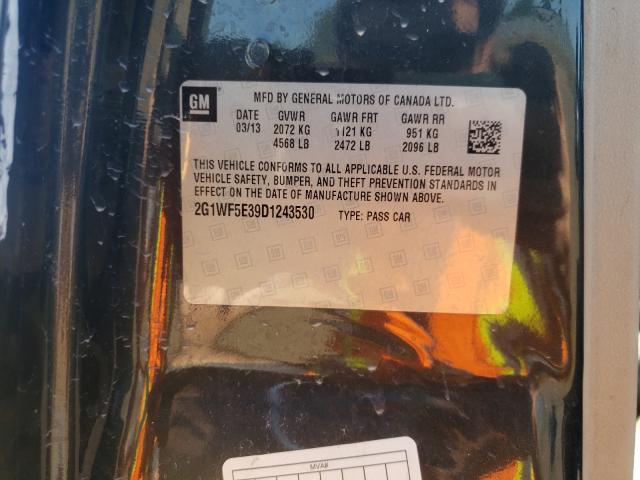 GM
MFD BY GENERAL MOTORS OF CANADA LTD.
DATE GVWR GAWR FRT GAWR RR
03/13 2072 KG 1121 KG 951 KG
4568 LB 2472 LB 2096 LB
THIS VEHICLE CONFORMS TO ALL APPLICABLE U.S. FEDERAL MOTOR
VEHICLE SAFETY, BUMPER, AND THEFT PREVENTION STANDARDS IN
EFFECT ON THE DATE OF MANUFACTURE SHOWN ABOVE.
2G1WF5E39D1243530 TYPE: PASS CAR
MVA#